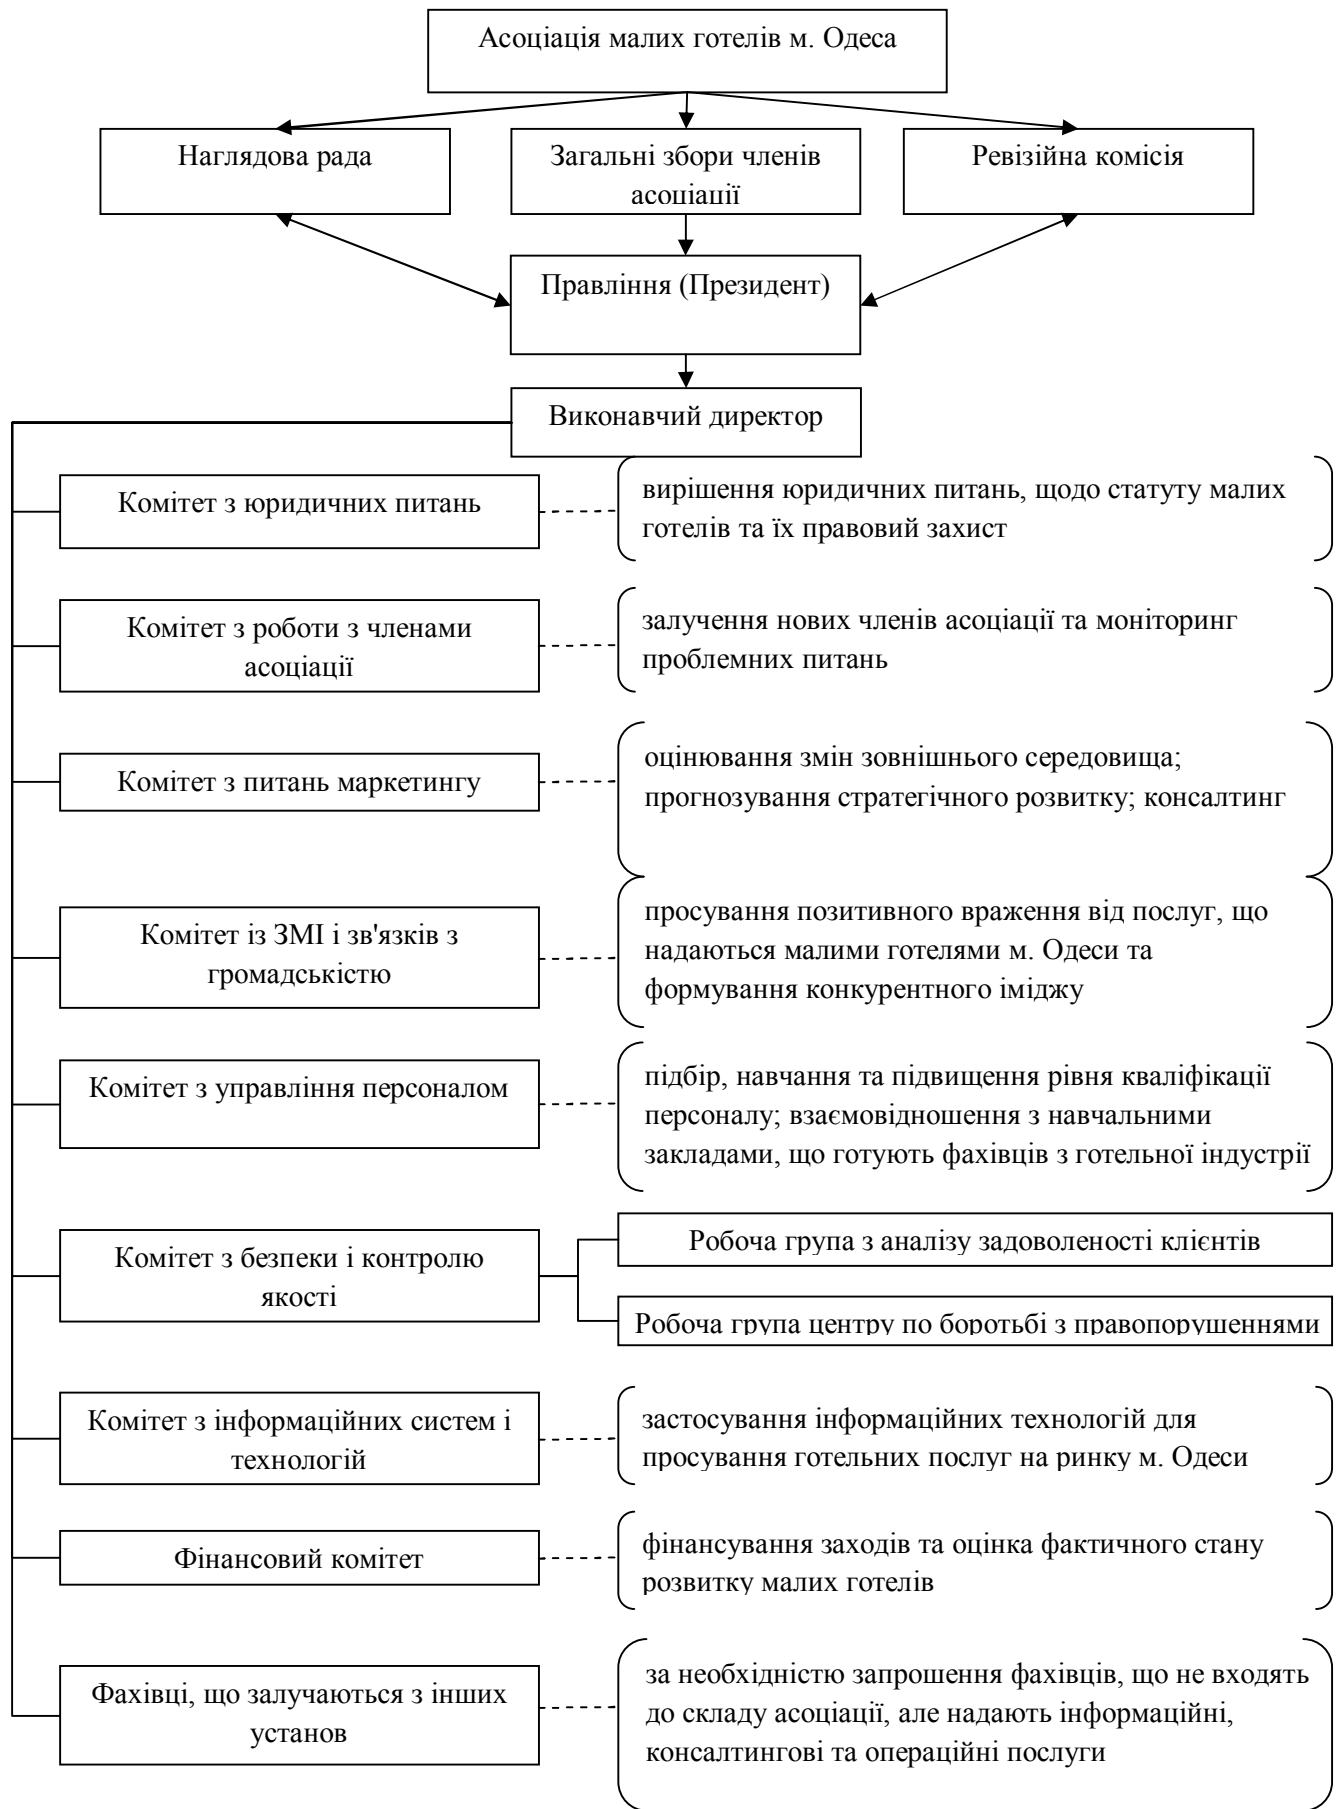 Асоціація малих готелів м. Одеса
Наглядова рада
Загальні збори членів
асоціації
Ревізійна комісія
Правління (Президент)
Виконавчий директор
Комітет з юридичних питань
вирішення юридичних питань, щодо статуту малих
готелів та їх правовий захист
Комітет з роботи з членами
асоціації
залучення нових членів асоціації та моніторинг
проблемних питань
Комітет з питань маркетингу
оцінювання змін зовнішнього середовища;
прогнозування стратегічного розвитку; консалтинг
Комітет із ЗМІ і зв'язків з
громадськістю
просування позитивного враження від послуг, що
надаються малими готелями м. Одеси та
формування конкурентного іміджу
Комітет з управління персоналом
підбір, навчання та підвищення рівня кваліфікації
персоналу; взаємовідношення з навчальними
закладами, що готують фахівців з готельної індустрії
Комітет з безпеки і контролю
якості
Робоча група з аналізу задоволеності клієнтів
Робоча група центру по боротьбі з правопорушеннями
Комітет з інформаційних систем і
технологій
застосування інформаційних технологій для
просування готельних послуг на ринку м. Одеси
Фінансовий комітет
фінансування заходів та оцінка фактичного стану
розвитку малих готелів
Фахівці, що залучаються з інших
установ
за необхідністю запрошення фахівців, що не входять
до складу асоціації, але надають інформаційні,
консалтингові та операційні послуги